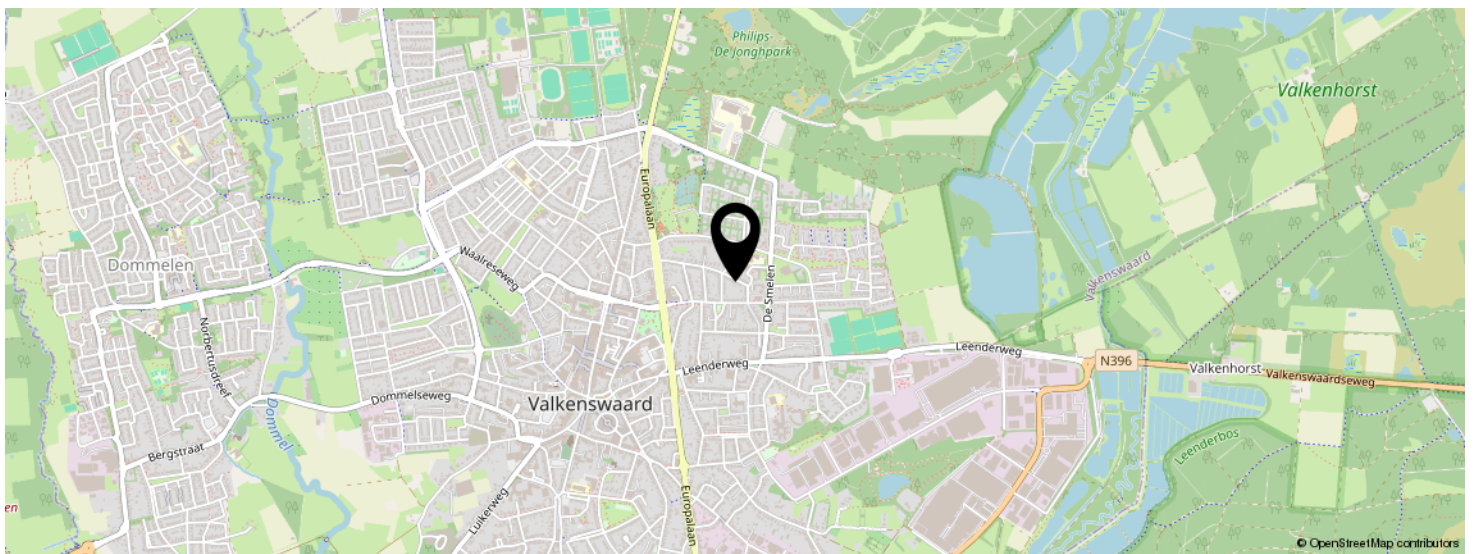 Philips-
De Jonghpark
Valkenhorst
Europalaan
Valkenswaard
Dommelen
Waalreseweg
De Smelen
Norbertusdreef
Leenderweg
Leenderweg
N396
Valkenhorst
Valkenswaardseweg
Dommelseweg
Valkenswaard
Dommel
Leenderbos
Bergstraat
Luikerweg
Europalaan
en
© OpenStreetMap contributors